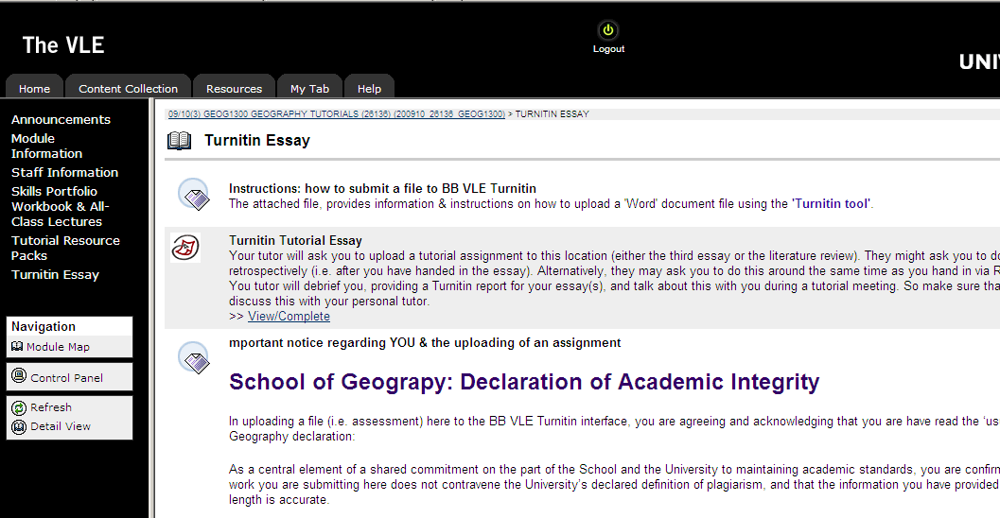 The VLE
Logout
UNI
Home
Content Collection
Resources
My Tab
Help
Announcements
Module
Information
Staff Information
Skills Portfolio
Workbook & All-
Class Lectures
Tutorial Resource
Packs
Turnitin Essay
Navigation
Module Map
Control Panel
Refresh
Detail View
09/10(3) GEOG1300 GEOGRAPHY TUTORIALS (26136) (200910_26136_GEOG1300) > TURNITIN ESSAY
Turnitin Essay
Instructions: how to submit a file to BB VLE Turnitin
The attached file, provides information & instructions on how to upload a 'Word' document file using the 'Turnitin tool'.
Turnitin Tutorial Essay
Your tutor will ask you to upload a tutorial assignment to this location (either the third essay or the literature review). They might ask you to do
retrospectively (i.e. after you have handed in the essay). Alternatively, they may ask you to do this around the same time as you hand in via R
You tutor will debrief you, providing a Turnitin report for your essay(s), and talk about this with you during a tutorial meeting. So make sure tha
discuss this with your personal tutor.
>> View/Complete
mportant notice regarding YOU & the uploading of an assignment
School of Geograpy: Declaration of Academic Integrity
In uploading a file (i.e. assessment) here to the BB VLE Turnitin interface, you are agreeing and acknowledging that you are have read the 'us
Geography declaration:
As a central element of a shared commitment on the part of the School and the University to maintaining academic standards, you are confirm
work you are submitting here does not contravene the University's declared definition of plagiarism, and that the information you have provided
length is accurate.